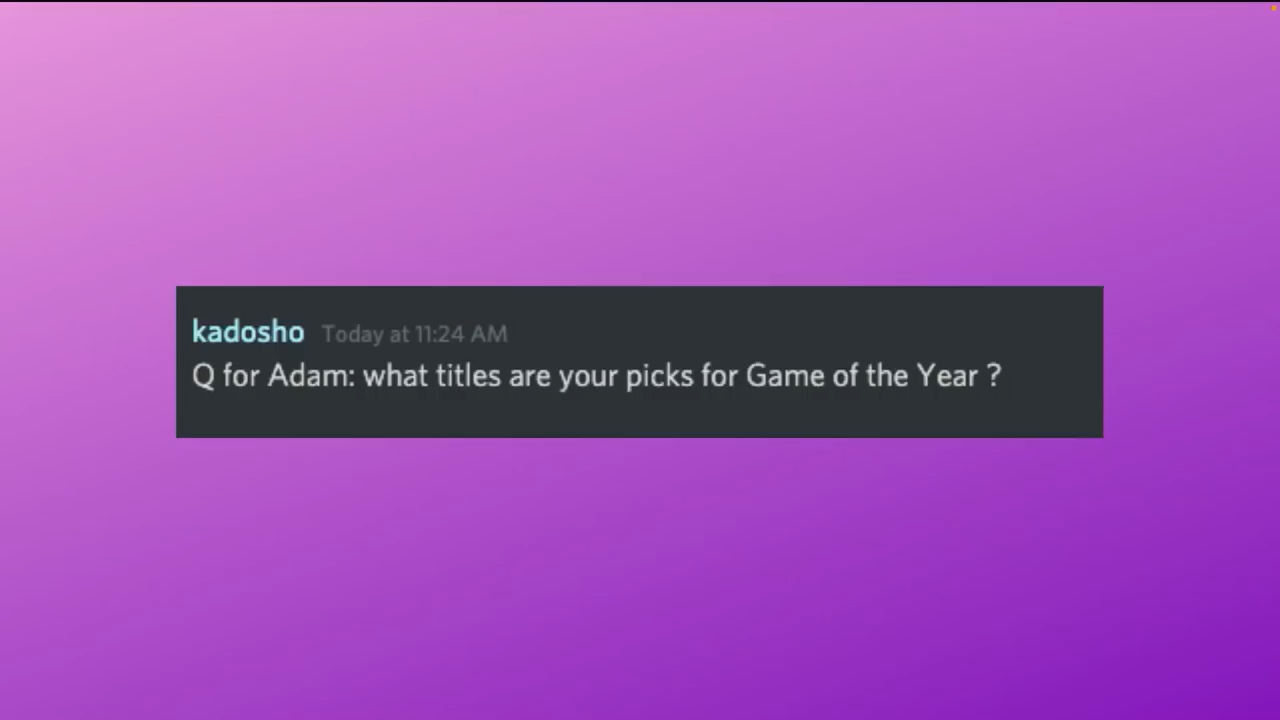 kadosho Today at 11:24 AM
Q for Adam: what titles are your picks for Game of the Year ?